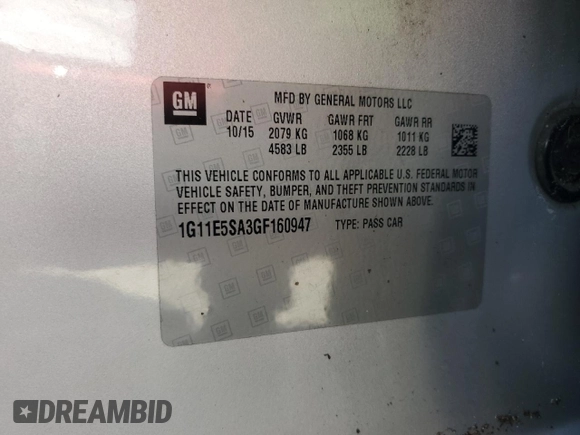 GM
MFD BY GENERAL MOTORS LLC
DATE GVWR GAWR FRT GAWR RR
10/15 2079 KG 1068 KG 1011 KG
4583 LB 2355 LB 2228 LB
THIS VEHICLE CONFORMS TO ALL APPLICABLE U.S. FEDERAL MOTOR
VEHICLE SAFETY, BUMPER, AND THEFT PREVENTION STANDARDS IN
EFFECT ON THE DATE OF MANUFACTURE SHOWN ABOVE.
1G11E5SA3GF160947 TYPE: PASS CAR
DREAMBID